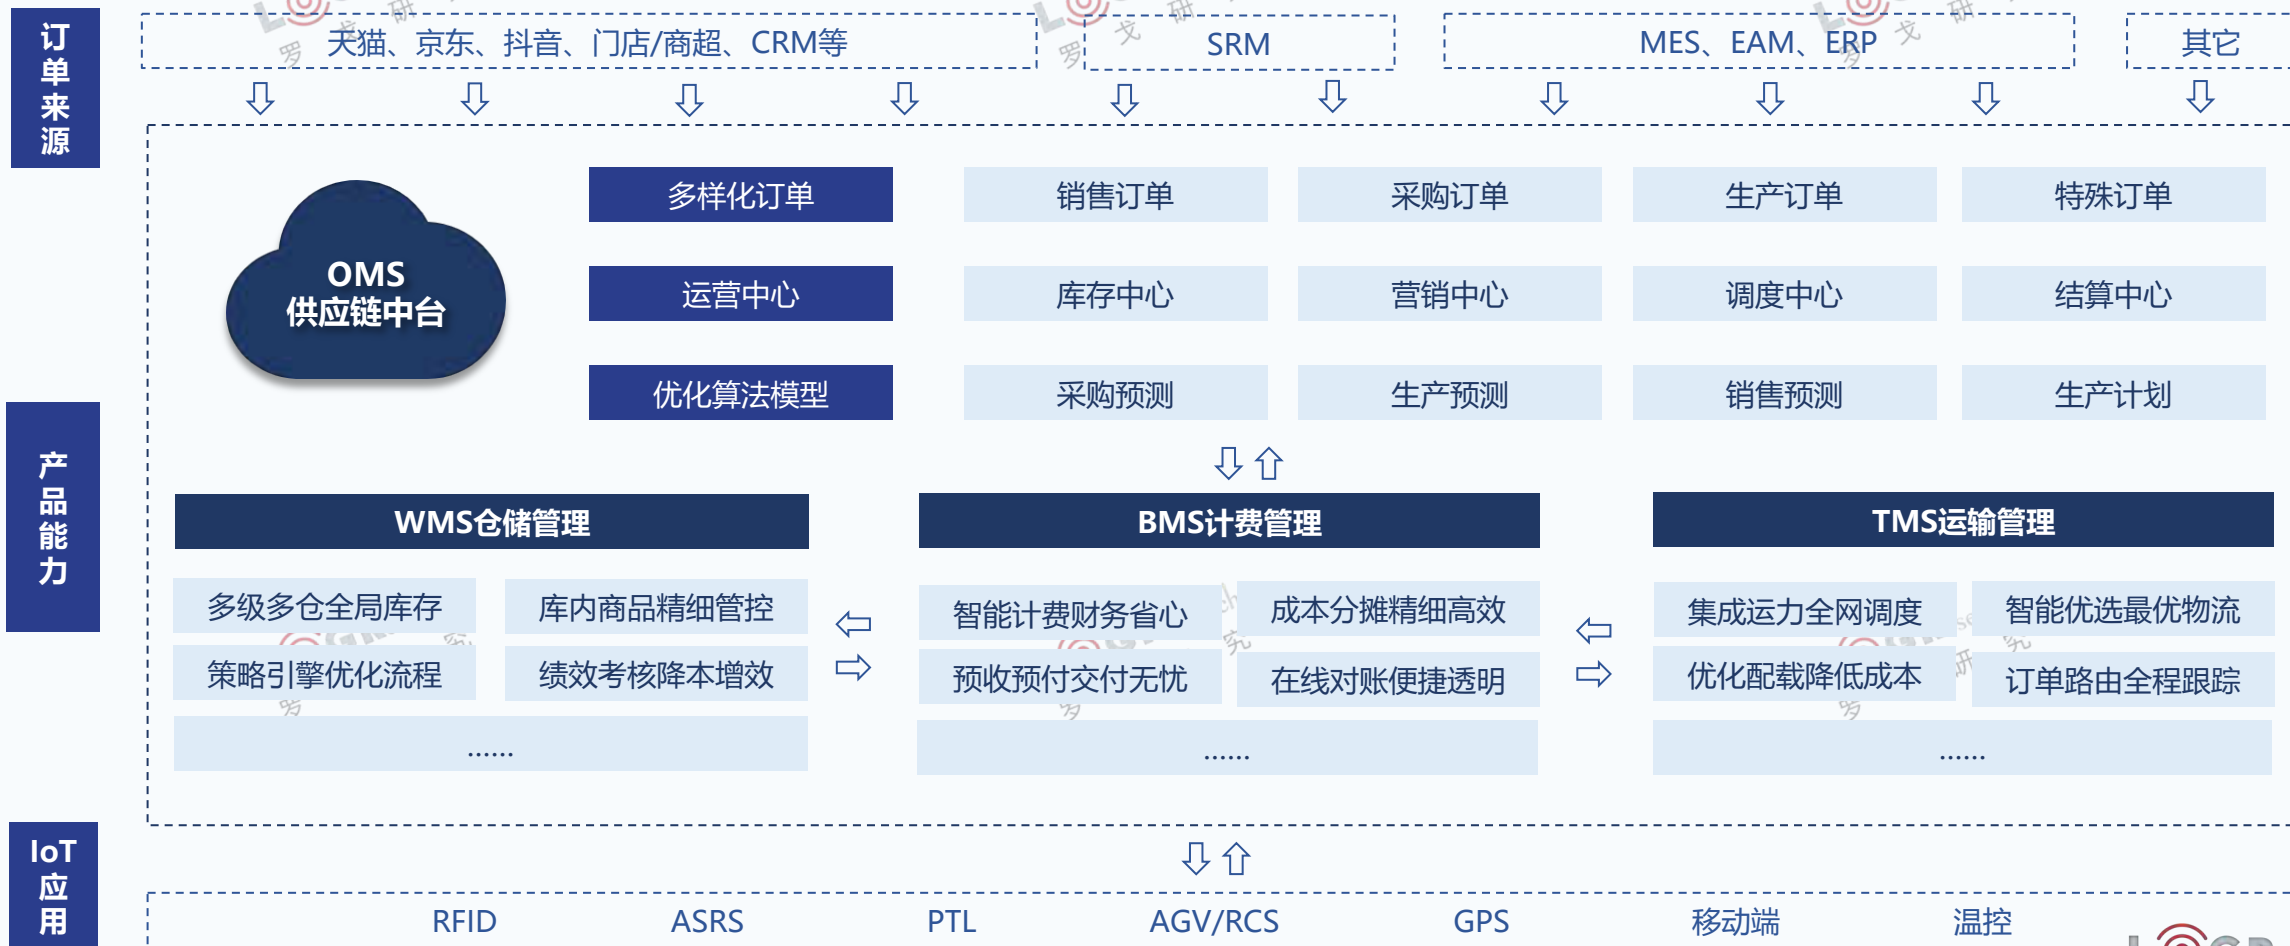 订单来源
天猫、京东、抖音、门店/商超、CRM等
SRM
MES、EAM、ERP
其它
产品能力
OMS
供应链中台
多样化订单
销售订单
采购订单
生产订单
特殊订单
运营中心
库存中心
营销中心
调度中心
结算中心
优化算法模型
采购预测
生产预测
销售预测
生产计划
WMS仓储管理
多级多仓全局库存
库内商品精细管控
策略引擎优化流程
绩效考核降本增效
......
BMS计费管理
智能计费财务省心
成本分摊精细高效
预收预付交付无忧
在线对账便捷透明
......
TMS运输管理
集成运力全网调度
智能优选最优物流
优化配载降低成本
订单路由全程跟踪
......
IoT应用
RFID
ASRS
PTL
AGV/RCS
GPS
移动端
温控